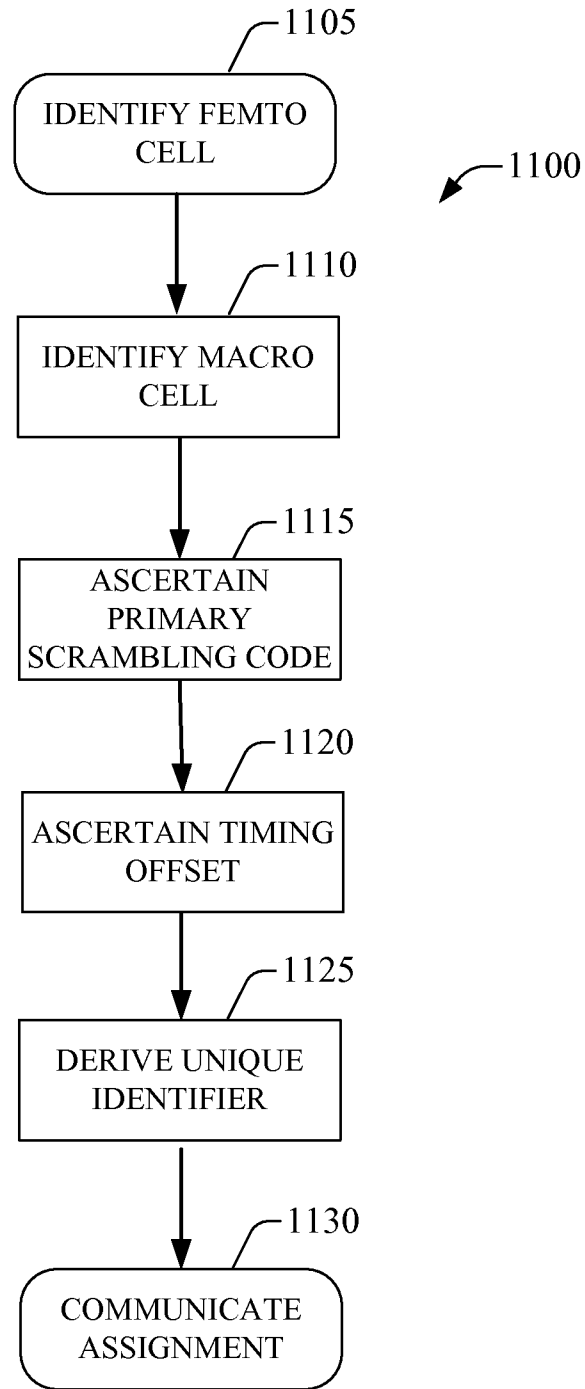 1105
IDENTIFY FEMTO
CELL
1100
1110
IDENTIFY MACRO
CELL
1115
ASCERTAIN
PRIMARY
SCRAMBLING CODE
1120
ASCERTAIN TIMING
OFFSET
1125
DERIVE UNIQUE
IDENTIFIER
1130
COMMUNICATE
ASSIGNMENT